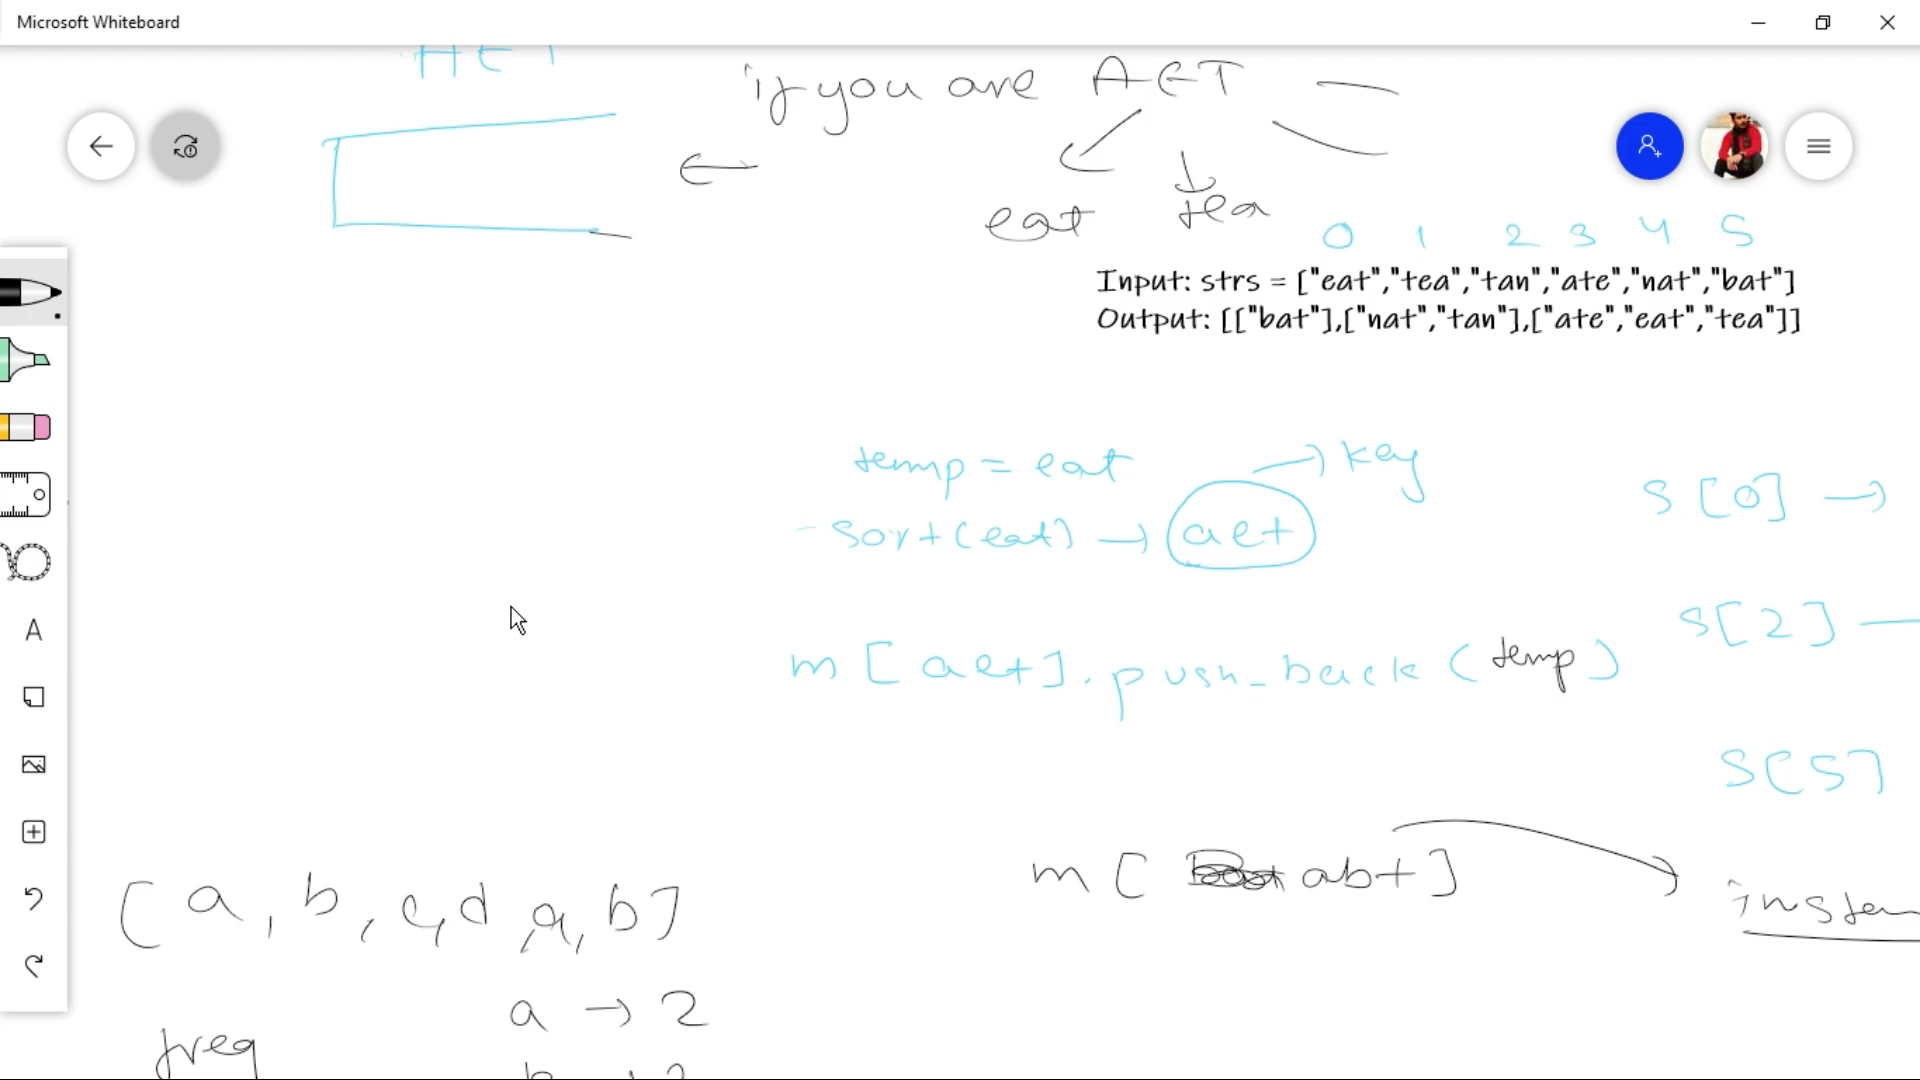 Microsoft Whiteboard
AET
if you are AET
eat tea
0 1 2 3 4 5
Input: strs = ["eat","tea","tan","ate","nat","bat"]
Output: [["bat"],["nat","tan"],["ate","eat","tea"]]
temp = eat
→ key
sort(eat) → aet
s[0] →
m[aet].push_back(temp)
s[2]
s[5]
m[abt]
[a, b, c, d, a, b]
a → 2
freq
A